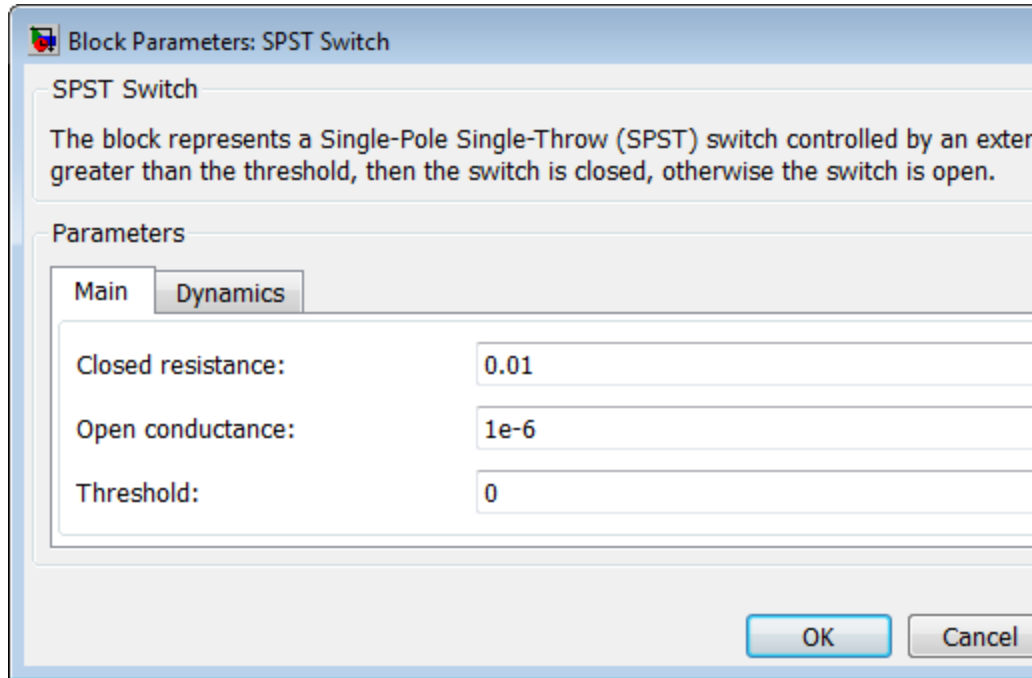 Block Parameters: SPST Switch
SPST Switch
The block represents a Single-Pole Single-Throw (SPST) switch controlled by an exter
greater than the threshold, then the switch is closed, otherwise the switch is open.
Parameters
Main Dynamics
Closed resistance: 0.01
Open conductance: 1e-6
Threshold: 0
OK Cancel